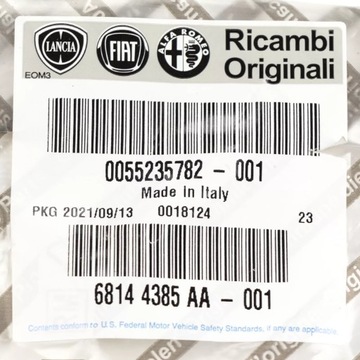 LANCIA
FIAT
ALFA ROMEO
Ricambi
Originali
EOM3
0055235782 - 001
Made In Italy
PKG 2021/09/13 0018124 23
6814 4385 AA - 001
Contents conform to U.S. Federal Motor Vehicle Safety Standards, if any are applicable